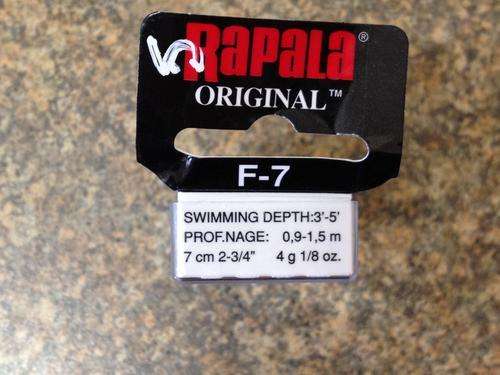 Rapala®
ORIGINAL™
F-7
SWIMMING DEPTH:3'-5'
PROF.NAGE: 0,9-1,5 m
7 cm 2-3/4" 4 g 1/8 oz.